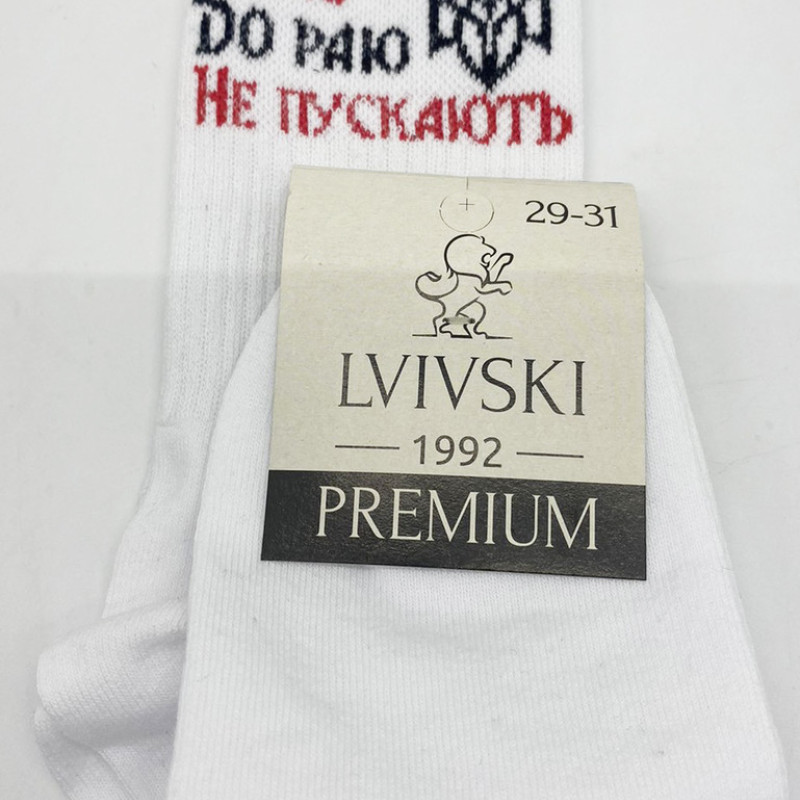 До раю
Не пускають
29-31
LVIVSKI
1992
PREMIUM